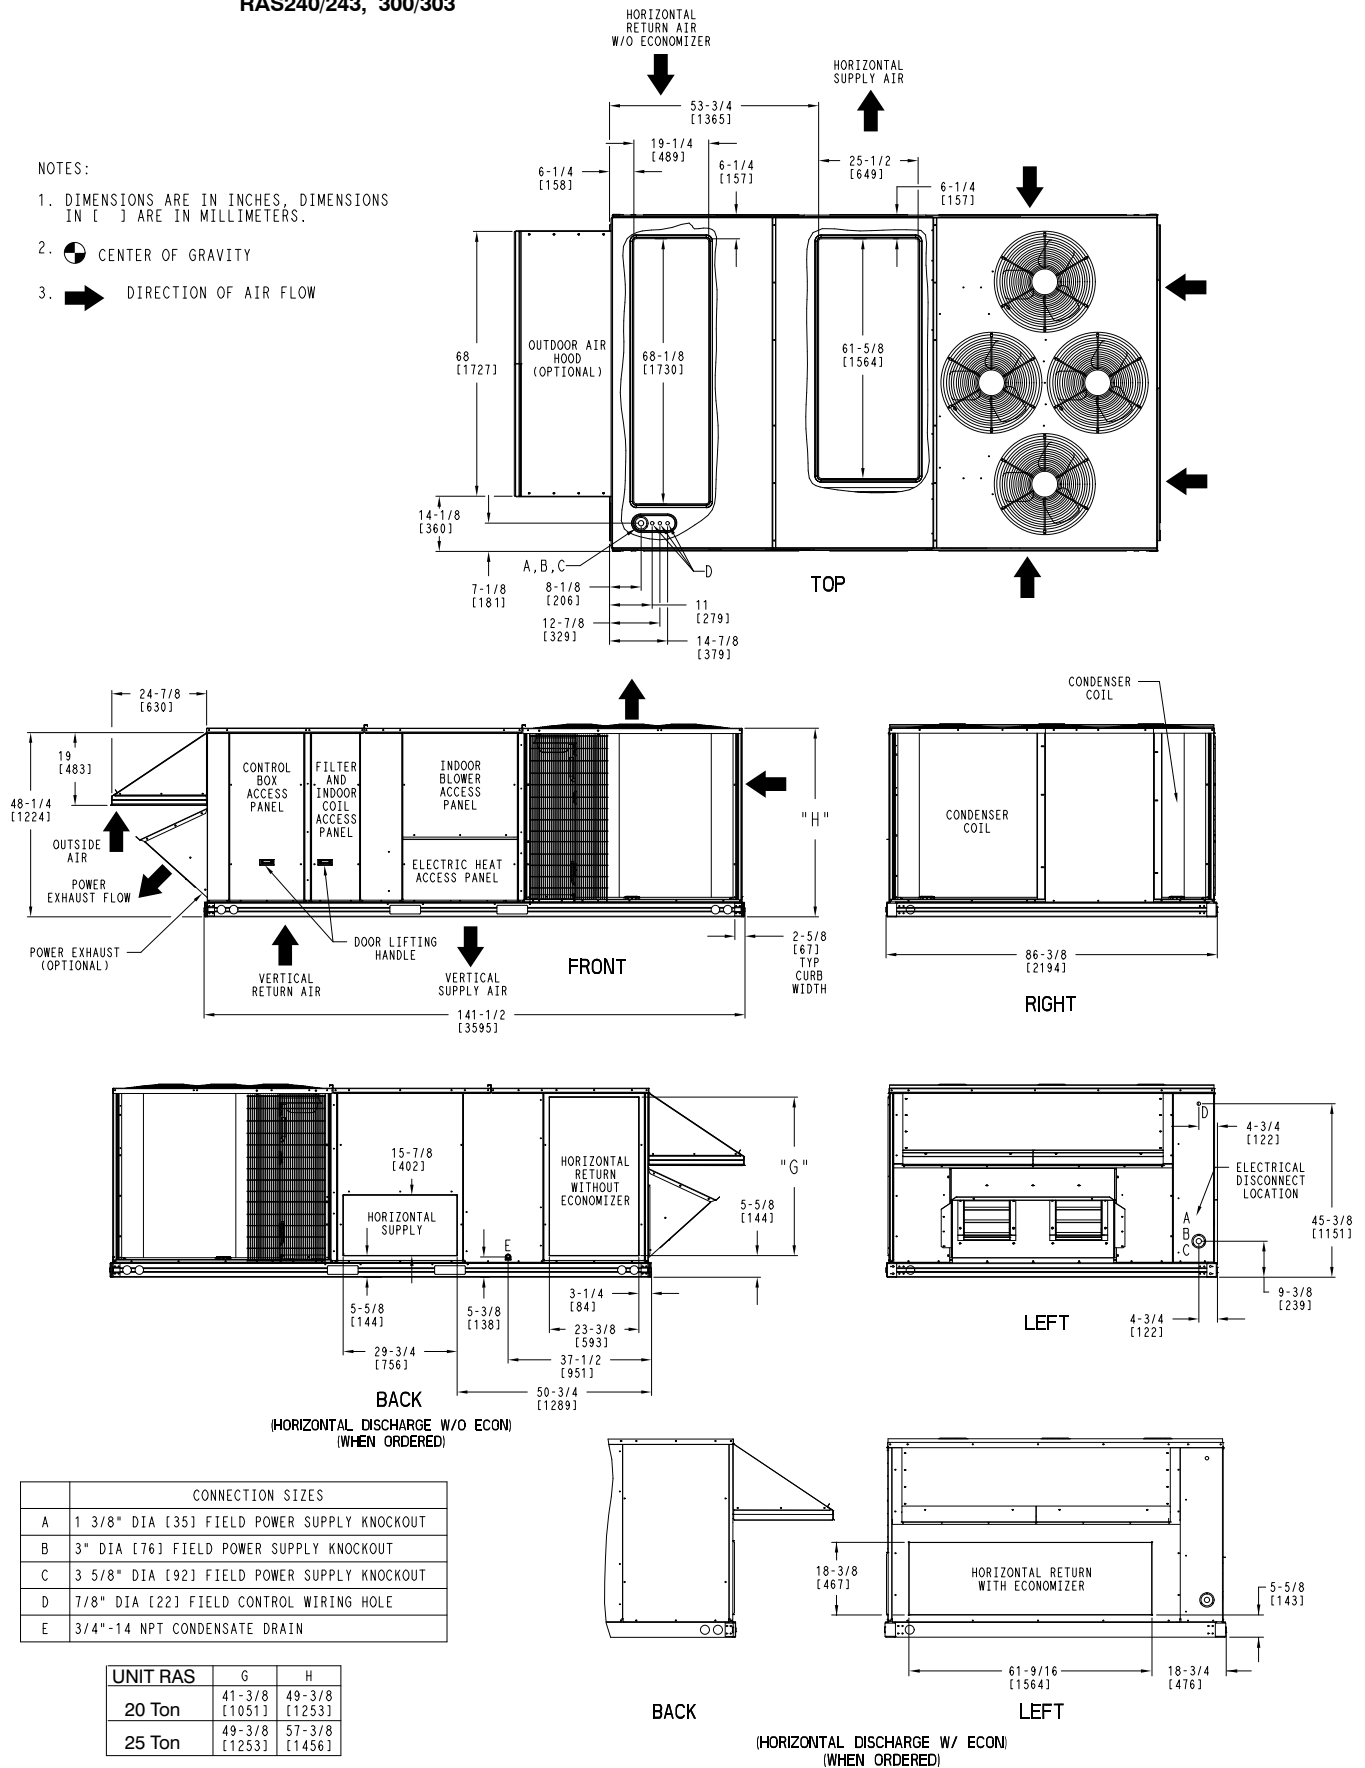 RAS240/243, 300/303
HORIZONTAL
RETURN AIR
W/O ECONOMIZER
HORIZONTAL
SUPPLY AIR
53-3/4
[1365]
19-1/4
[489]
6-1/4
[158]
6-1/4
[157]
25-1/2
[649]
6-1/4
[157]
NOTES:
1. DIMENSIONS ARE IN INCHES, DIMENSIONS
IN [ ] ARE IN MILLIMETERS.
2. CENTER OF GRAVITY
3. DIRECTION OF AIR FLOW
OUTDOOR AIR
HOOD
(OPTIONAL)
68
[1727]
68-1/8
[1730]
61-5/8
[1564]
14-1/8
[360]
7-1/8
[181]
A,B,C
D
8-1/8
[206]
11
[279]
12-7/8
[329]
14-7/8
[379]
TOP
24-7/8
[630]
19
[483]
48-1/4
[1224]
OUTSIDE
AIR
POWER
EXHAUST FLOW
POWER EXHAUST
(OPTIONAL)
CONTROL
BOX
ACCESS
PANEL
FILTER
AND
INDOOR
COIL
ACCESS
PANEL
INDOOR
BLOWER
ACCESS
PANEL
ELECTRIC HEAT
ACCESS PANEL
DOOR LIFTING
HANDLE
VERTICAL
RETURN AIR
VERTICAL
SUPPLY AIR
"H"
2-5/8
[67]
TYP
CURB
WIDTH
FRONT
141-1/2
[3595]
CONDENSER
COIL
CONDENSER
COIL
86-3/8
[2194]
RIGHT
15-7/8
[402]
HORIZONTAL
SUPPLY
HORIZONTAL
RETURN
WITHOUT
ECONOMIZER
E
"G"
5-5/8
[144]
5-5/8
[144]
5-3/8
[138]
3-1/4
[84]
23-3/8
[593]
29-3/4
[756]
37-1/2
[951]
50-3/4
[1289]
BACK
(HORIZONTAL DISCHARGE W/O ECON)
(WHEN ORDERED)
D
4-3/4
[122]
ELECTRICAL
DISCONNECT
LOCATION
A
B
C
45-3/8
[1151]
9-3/8
[239]
4-3/4
[122]
LEFT
CONNECTION SIZES
A 1 3/8" DIA [35] FIELD POWER SUPPLY KNOCKOUT
B 3" DIA [76] FIELD POWER SUPPLY KNOCKOUT
C 3 5/8" DIA [92] FIELD POWER SUPPLY KNOCKOUT
D 7/8" DIA [22] FIELD CONTROL WIRING HOLE
E 3/4"-14 NPT CONDENSATE DRAIN
UNIT RAS G H
20 Ton 41-3/8 [1051] 49-3/8 [1253]
25 Ton 49-3/8 [1253] 57-3/8 [1456]
BACK
HORIZONTAL RETURN
WITH ECONOMIZER
18-3/8
[467]
5-5/8
[143]
61-9/16
[1564]
18-3/4
[476]
LEFT
(HORIZONTAL DISCHARGE W/ ECON)
(WHEN ORDERED)